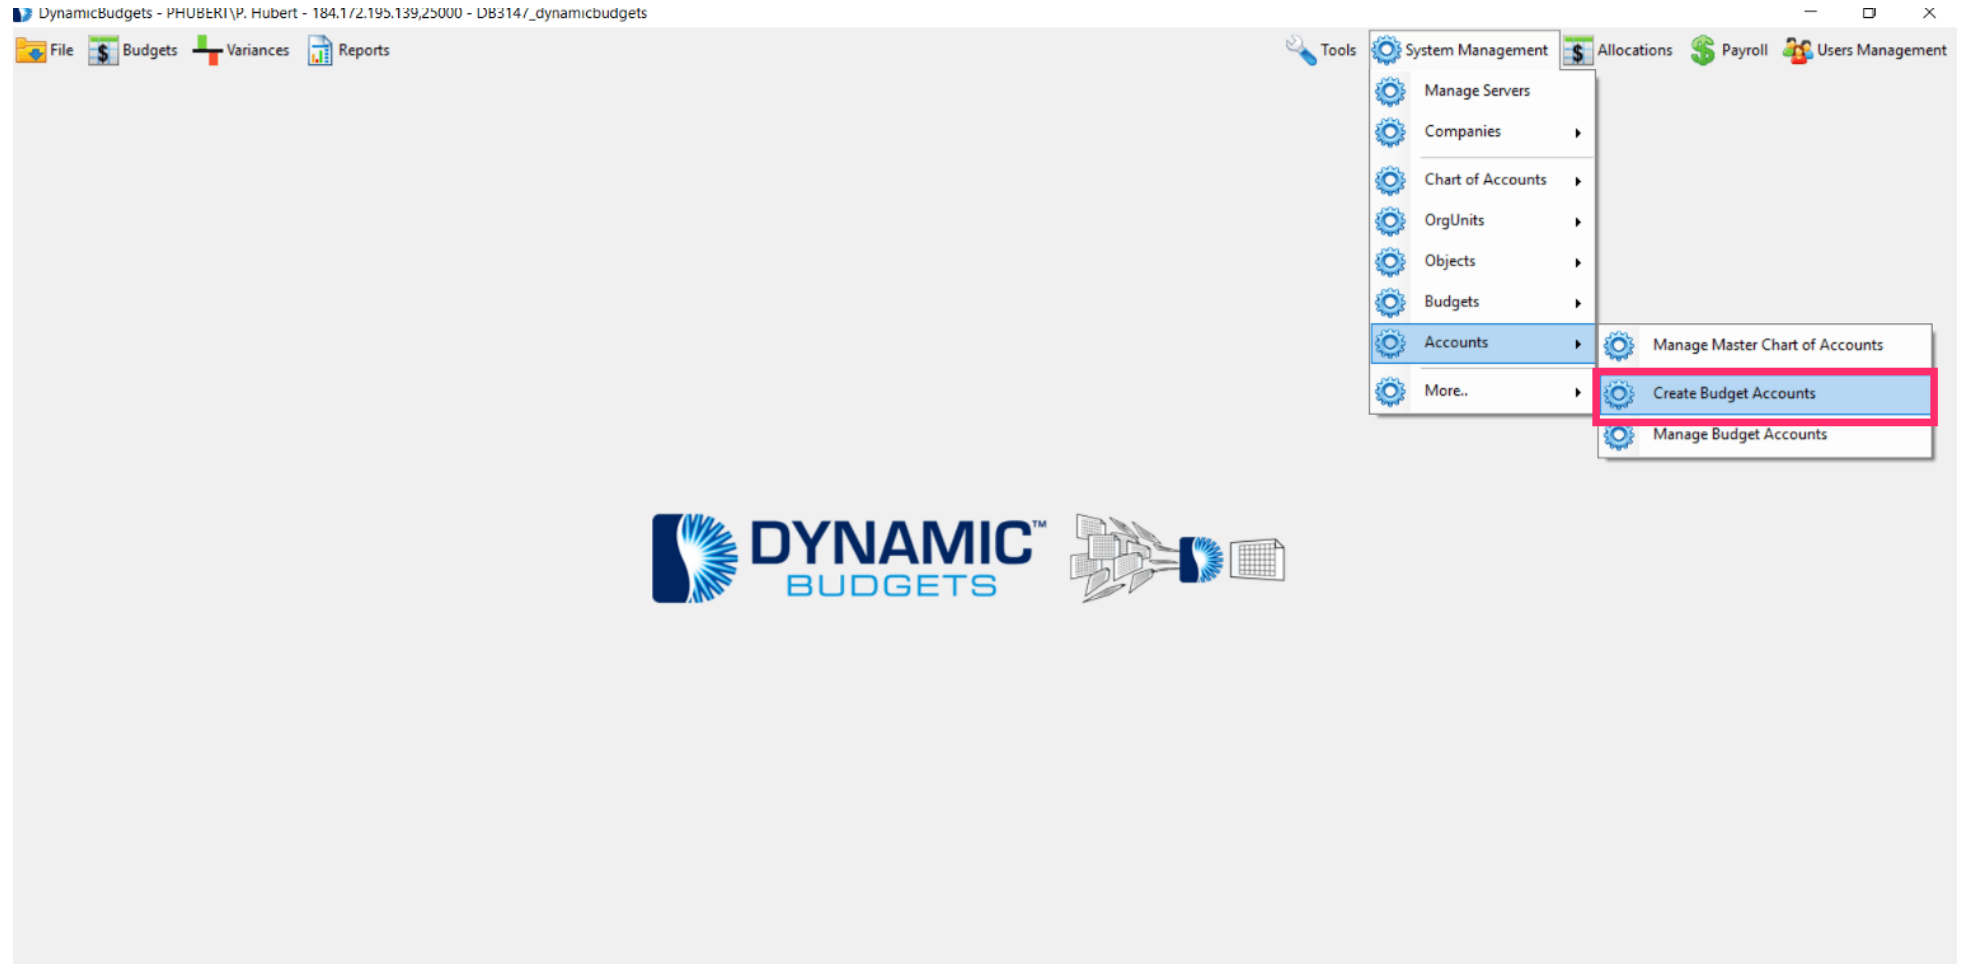 DynamicBudgets - PHUBERT\P. Hubert - 184.172.195.139,25000 - DB3147_dynamicbudgets
File Budgets Variances Reports Tools System Management Allocations Payroll Users Management
Manage Servers
Companies
Chart of Accounts
OrgUnits
Objects
Budgets
Accounts
More..
Manage Master Chart of Accounts
Create Budget Accounts
Manage Budget Accounts
DYNAMIC™
BUDGETS